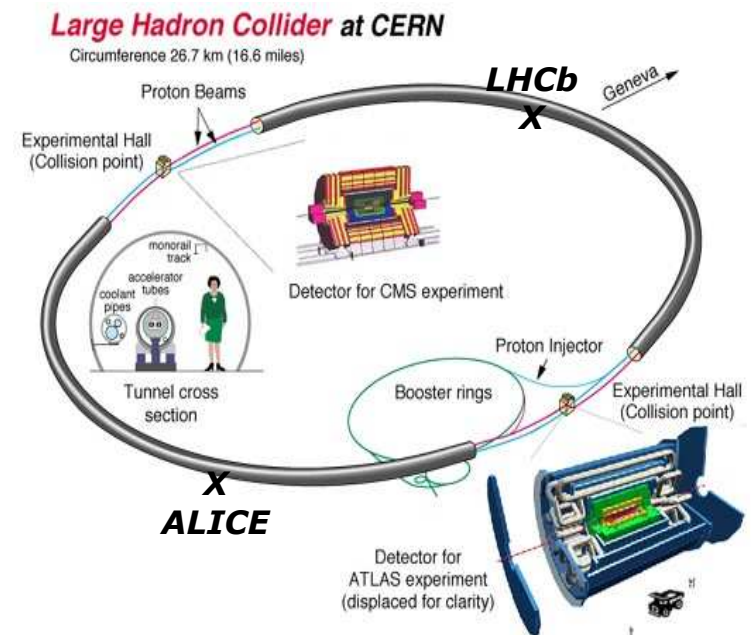 Large Hadron Collider at CERN
Circumference 26.7 km (16.6 miles)
LHCb
X
Geneva
Proton Beams
Experimental Hall
(Collision point)
monorail
track
accelerator
tubes
coolant
pipes
Detector for CMS experiment
Tunnel cross
section
Proton Injector
Booster rings
Experimental Hall
(Collision point)
X
ALICE
Detector for
ATLAS experiment
(displaced for clarity)